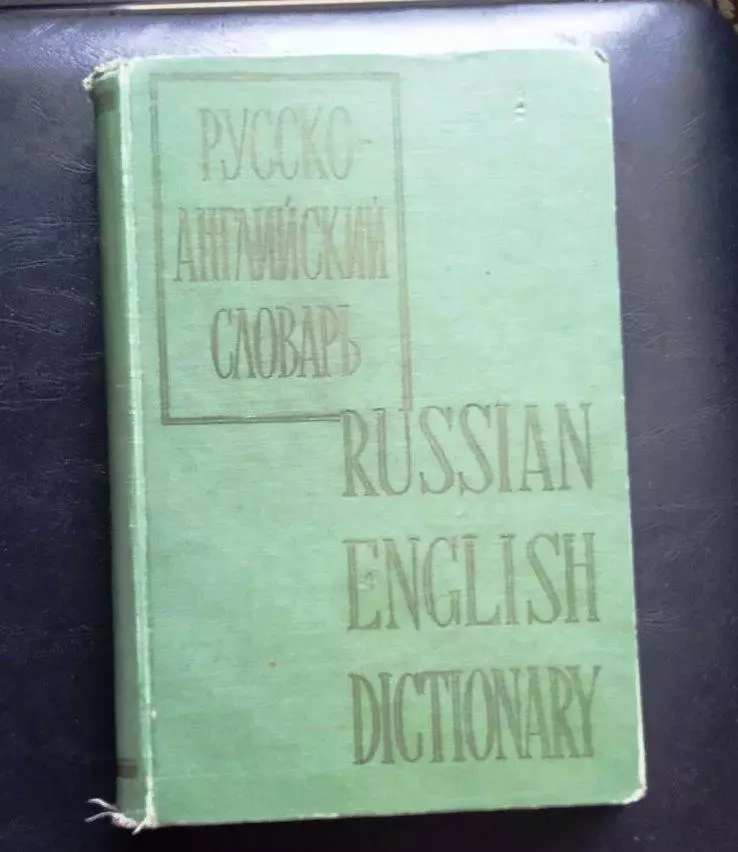 РУССКО-
АНГЛИЙСКИЙ
СЛОВАРЬ
RUSSIAN
ENGLISH
DICTIONARY